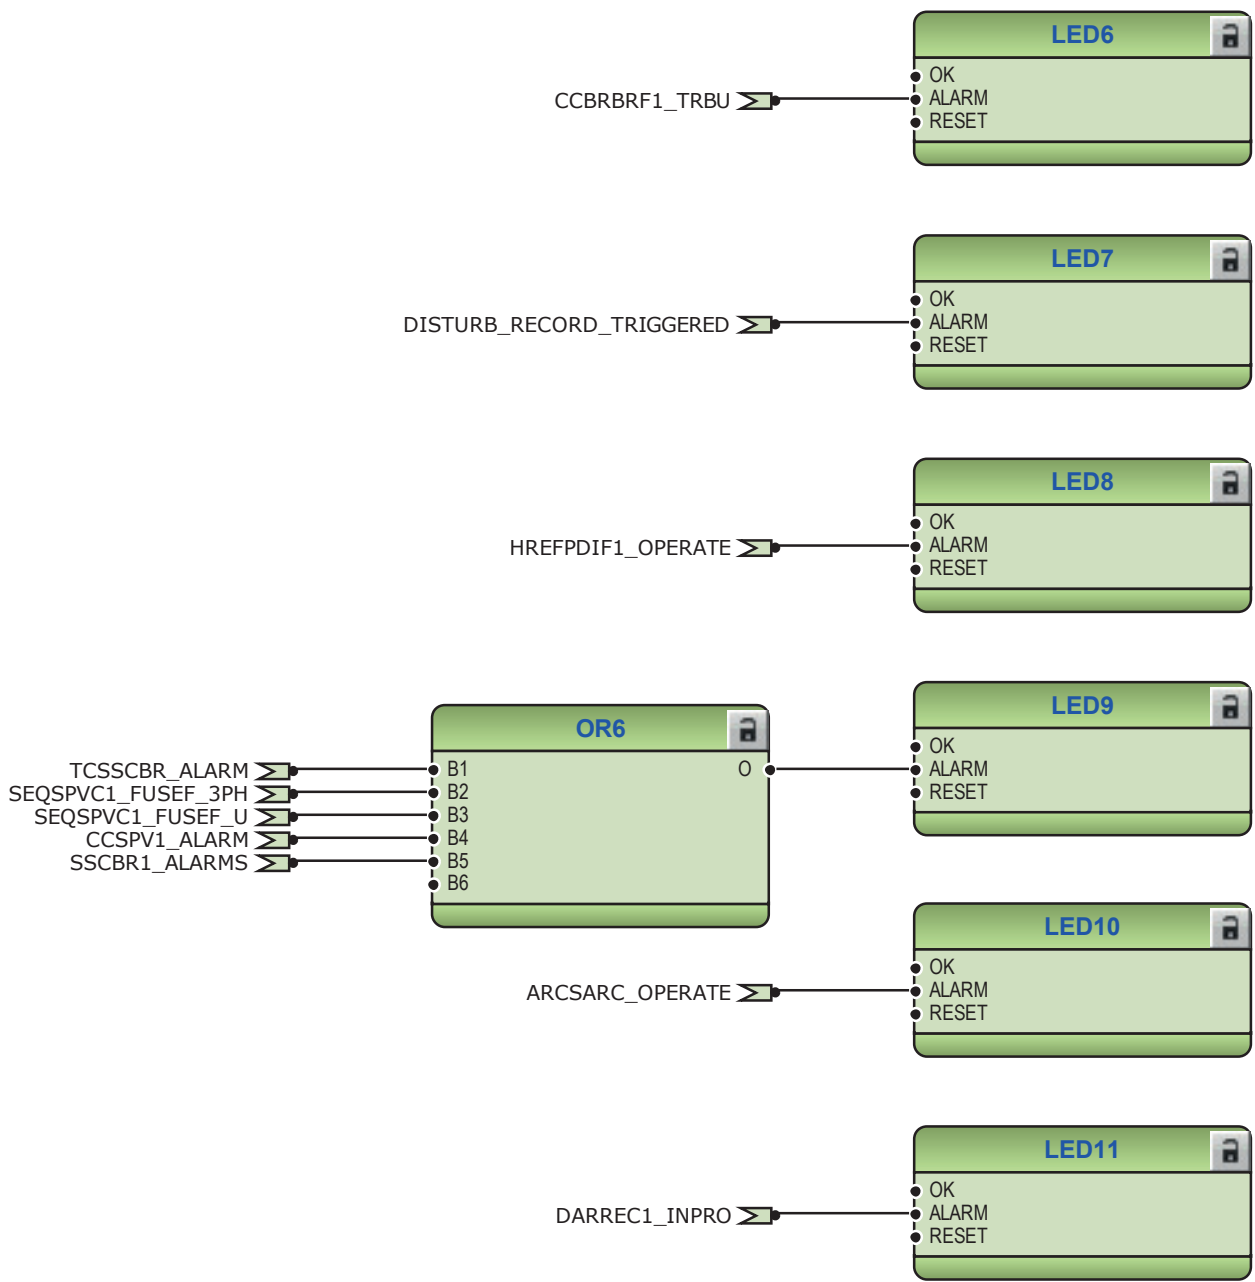 LED6
OK
CCBRBRF1_TRBU ALARM
RESET
LED7
OK
DISTURB_RECORD_TRIGGERED ALARM
RESET
LED8
OK
HREFPDIF1_OPERATE ALARM
RESET
LED9
OR6
OK
TCSSCBR_ALARM B1 O ALARM
SEQSPVC1_FUSEF_3PH B2 RESET
SEQSPVC1_FUSEF_U B3
CCSPV1_ALARM B4
SSCBR1_ALARMS B5
B6
LED10
OK
ARCSARC_OPERATE ALARM
RESET
LED11
OK
DARREC1_INPRO ALARM
RESET